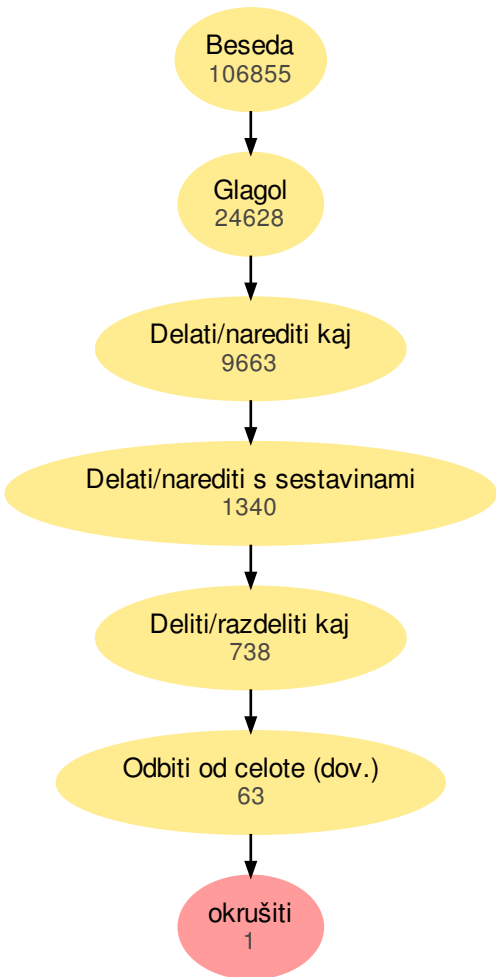 Beseda
106855
Glagol
24628
Delati/narediti kaj
9663
Delati/narediti s sestavinami
1340
Deliti/razdeliti kaj
738
Odbiti od celote (dov.)
63
okrušiti
1